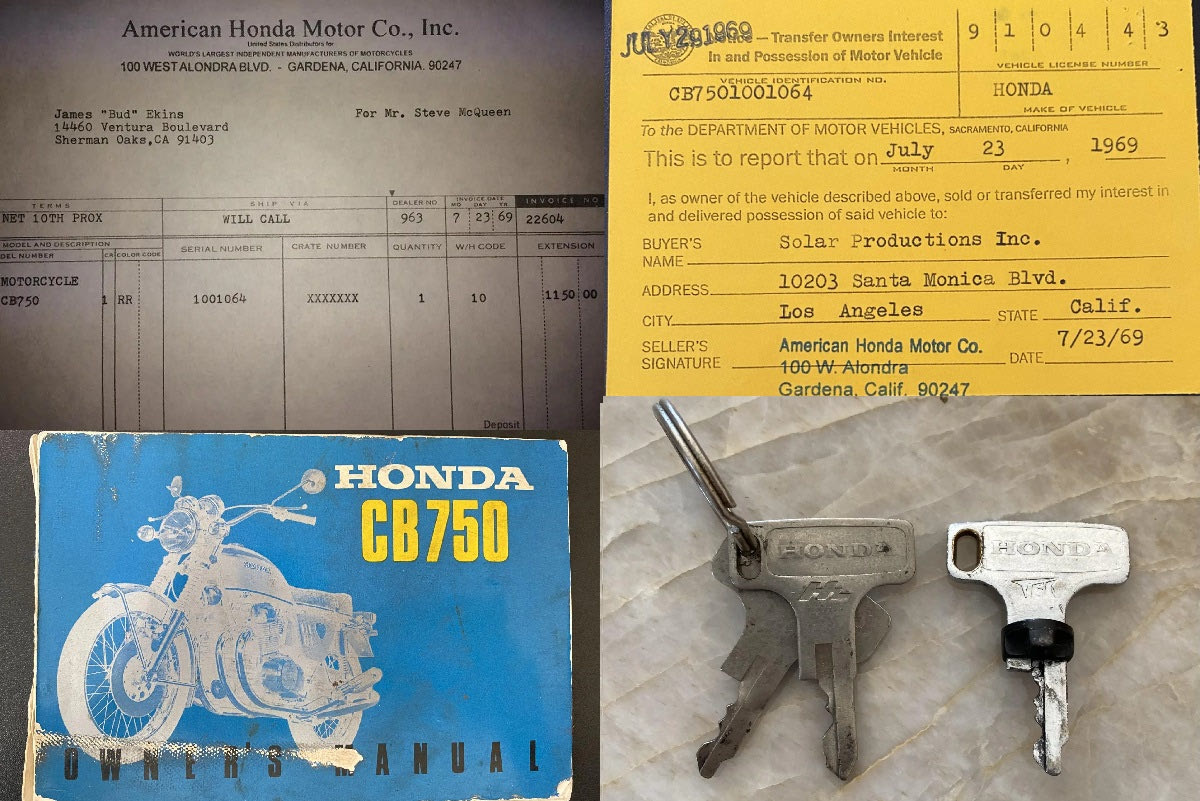 American Honda Motor Co., Inc.
United States Distributors for
WORLD'S LARGEST INDEPENDENT MANUFACTURERS OF MOTORCYCLES
100 WEST ALONDRA BLVD. - GARDENA, CALIFORNIA. 90247
James "Bud" Ekins
For Mr. Steve McQueen
14460 Ventura Boulevard
Sherman Oaks,CA 91403
TERMS SHIP VIA DEALER NO INVOICE DATE INVOICE NO
MO DAY YR
NET 10TH PROX WILL CALL 963 7 23 69 22604
MODEL AND DESCRIPTION SERIAL NUMBER CRATE NUMBER QUANTITY W/H CODE EXTENSION
DEL NUMBER CR COLOR CODE
MOTORCYCLE
CB750 1 RR 1001064 XXXXXXX 1 10 1150 00
Deposit
JULY 29 1969
— Transfer Owners Interest
In and Possession of Motor Vehicle
910443
VEHICLE LICENSE NUMBER
VEHICLE IDENTIFICATION NO.
CB7501001064
HONDA
MAKE OF VEHICLE
To the DEPARTMENT OF MOTOR VEHICLES, SACRAMENTO, CALIFORNIA
This is to report that on July 23, 1969
MONTH DAY
I, as owner of the vehicle described above, sold or transferred my interest in
and delivered possession of said vehicle to:
BUYER'S NAME Solar Productions Inc.
ADDRESS 10203 Santa Monica Blvd.
CITY Los Angeles STATE Calif.
SELLER'S SIGNATURE American Honda Motor Co. DATE 7/23/69
100 W. Alondra
Gardena, Calif. 90247
HONDA
CB750
OWNER'S MANUAL
HONDA
HONDA